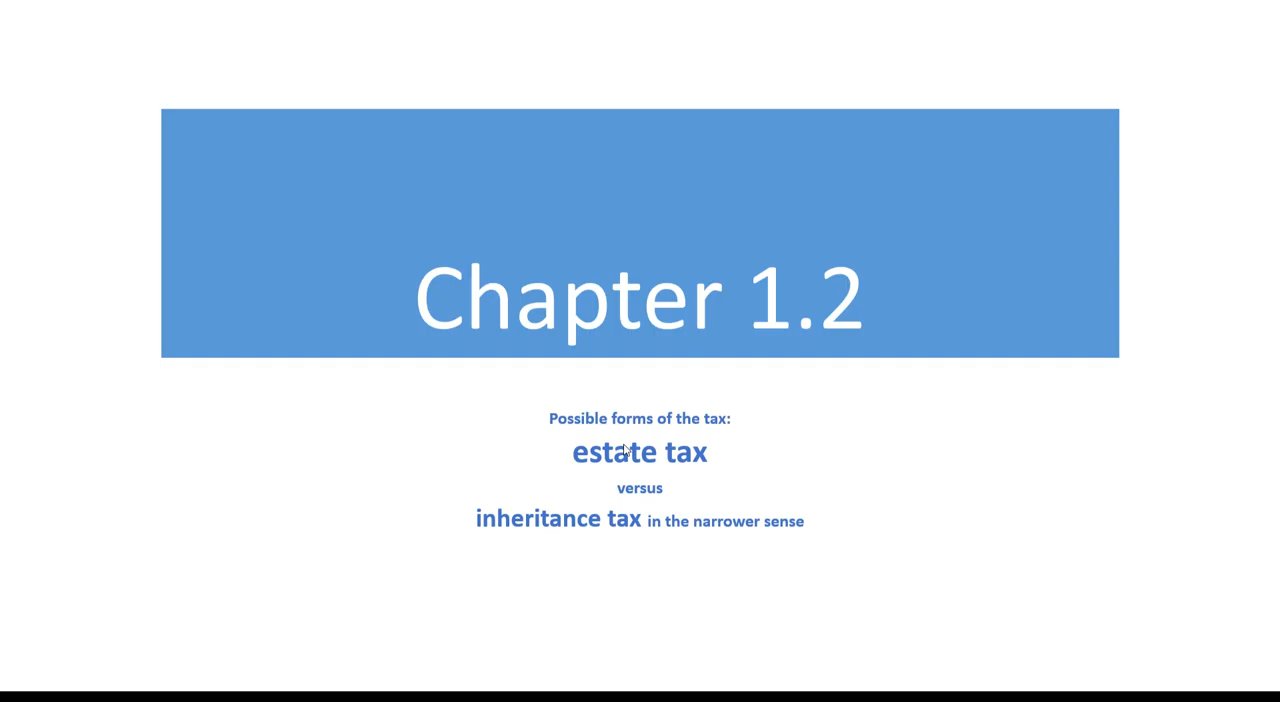 Chapter 1.2
Possible forms of the tax:
estate tax
versus
inheritance tax in the narrower sense